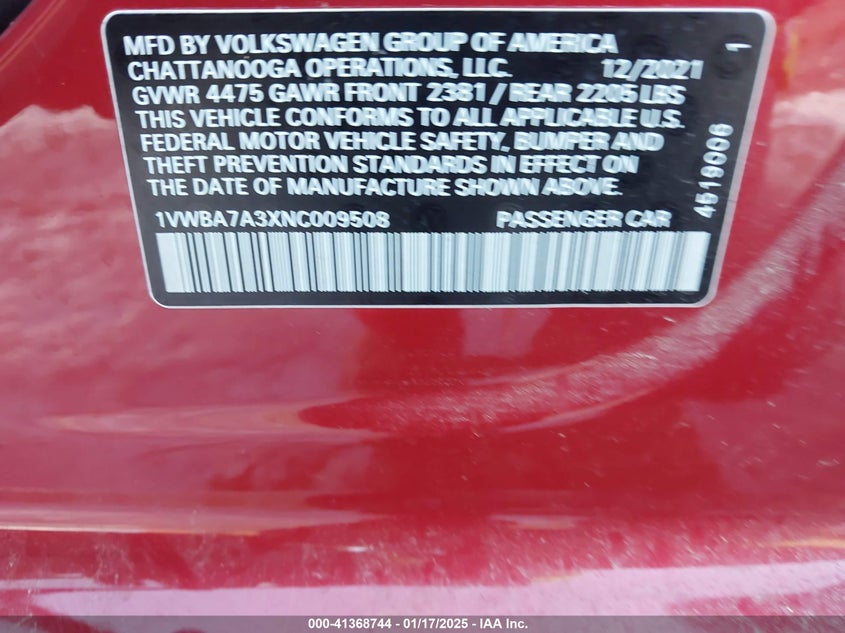 MFD BY VOLKSWAGEN GROUP OF AMERICA
CHATTANOOGA OPERATIONS, LLC. 12/2021
GVWR 4475 GAWR FRONT 2381 / REAR 2205 LBS
THIS VEHICLE CONFORMS TO ALL APPLICABLE U.S.
FEDERAL MOTOR VEHICLE SAFETY, BUMPER AND
THEFT PREVENTION STANDARDS IN EFFECT ON
THE DATE OF MANUFACTURE SHOWN ABOVE.
1VWBA7A3XNC009508 PASSENGER CAR
4519006 1
000-41368744 - 01/17/2025 - IAA Inc.